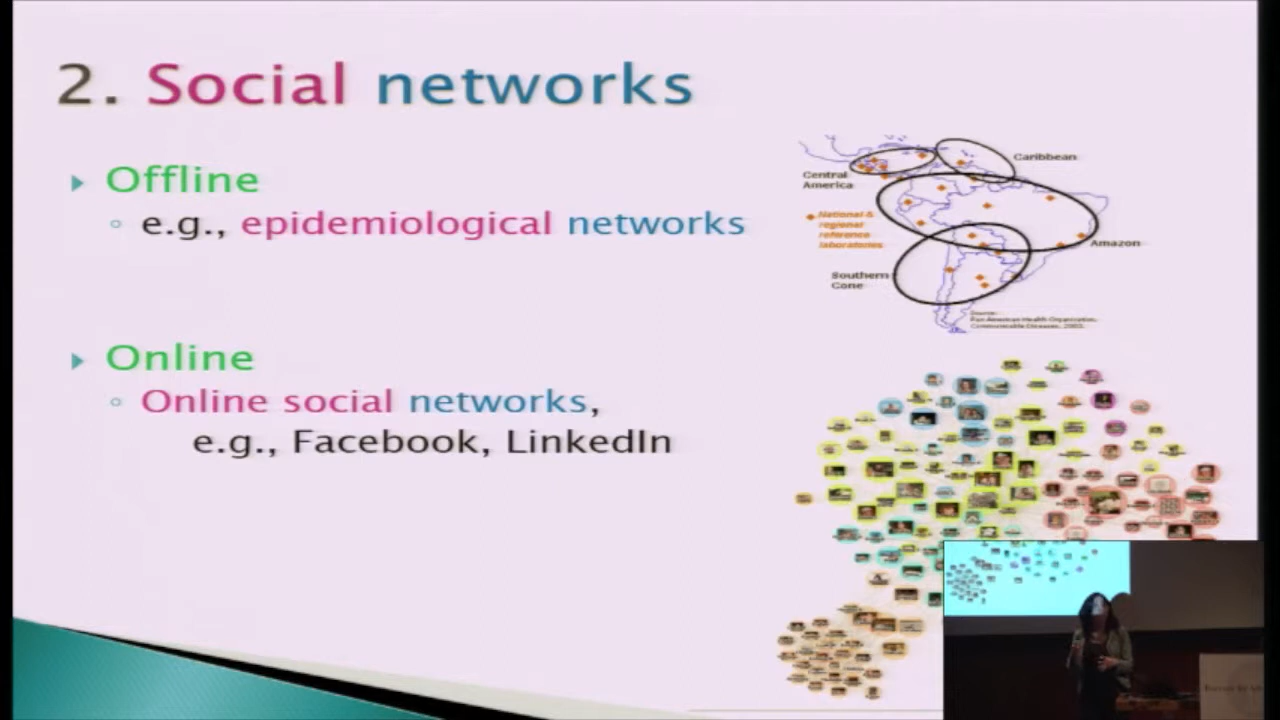 2. Social networks
Offline
e.g., epidemiological networks
Online
Online social networks,
e.g., Facebook, LinkedIn
Caribbean
Central
America
National &
regional
reference
laboratories
Amazon
Southern
Cone
Source:
Pan American Health Organization,
Communicable Diseases, 2003.